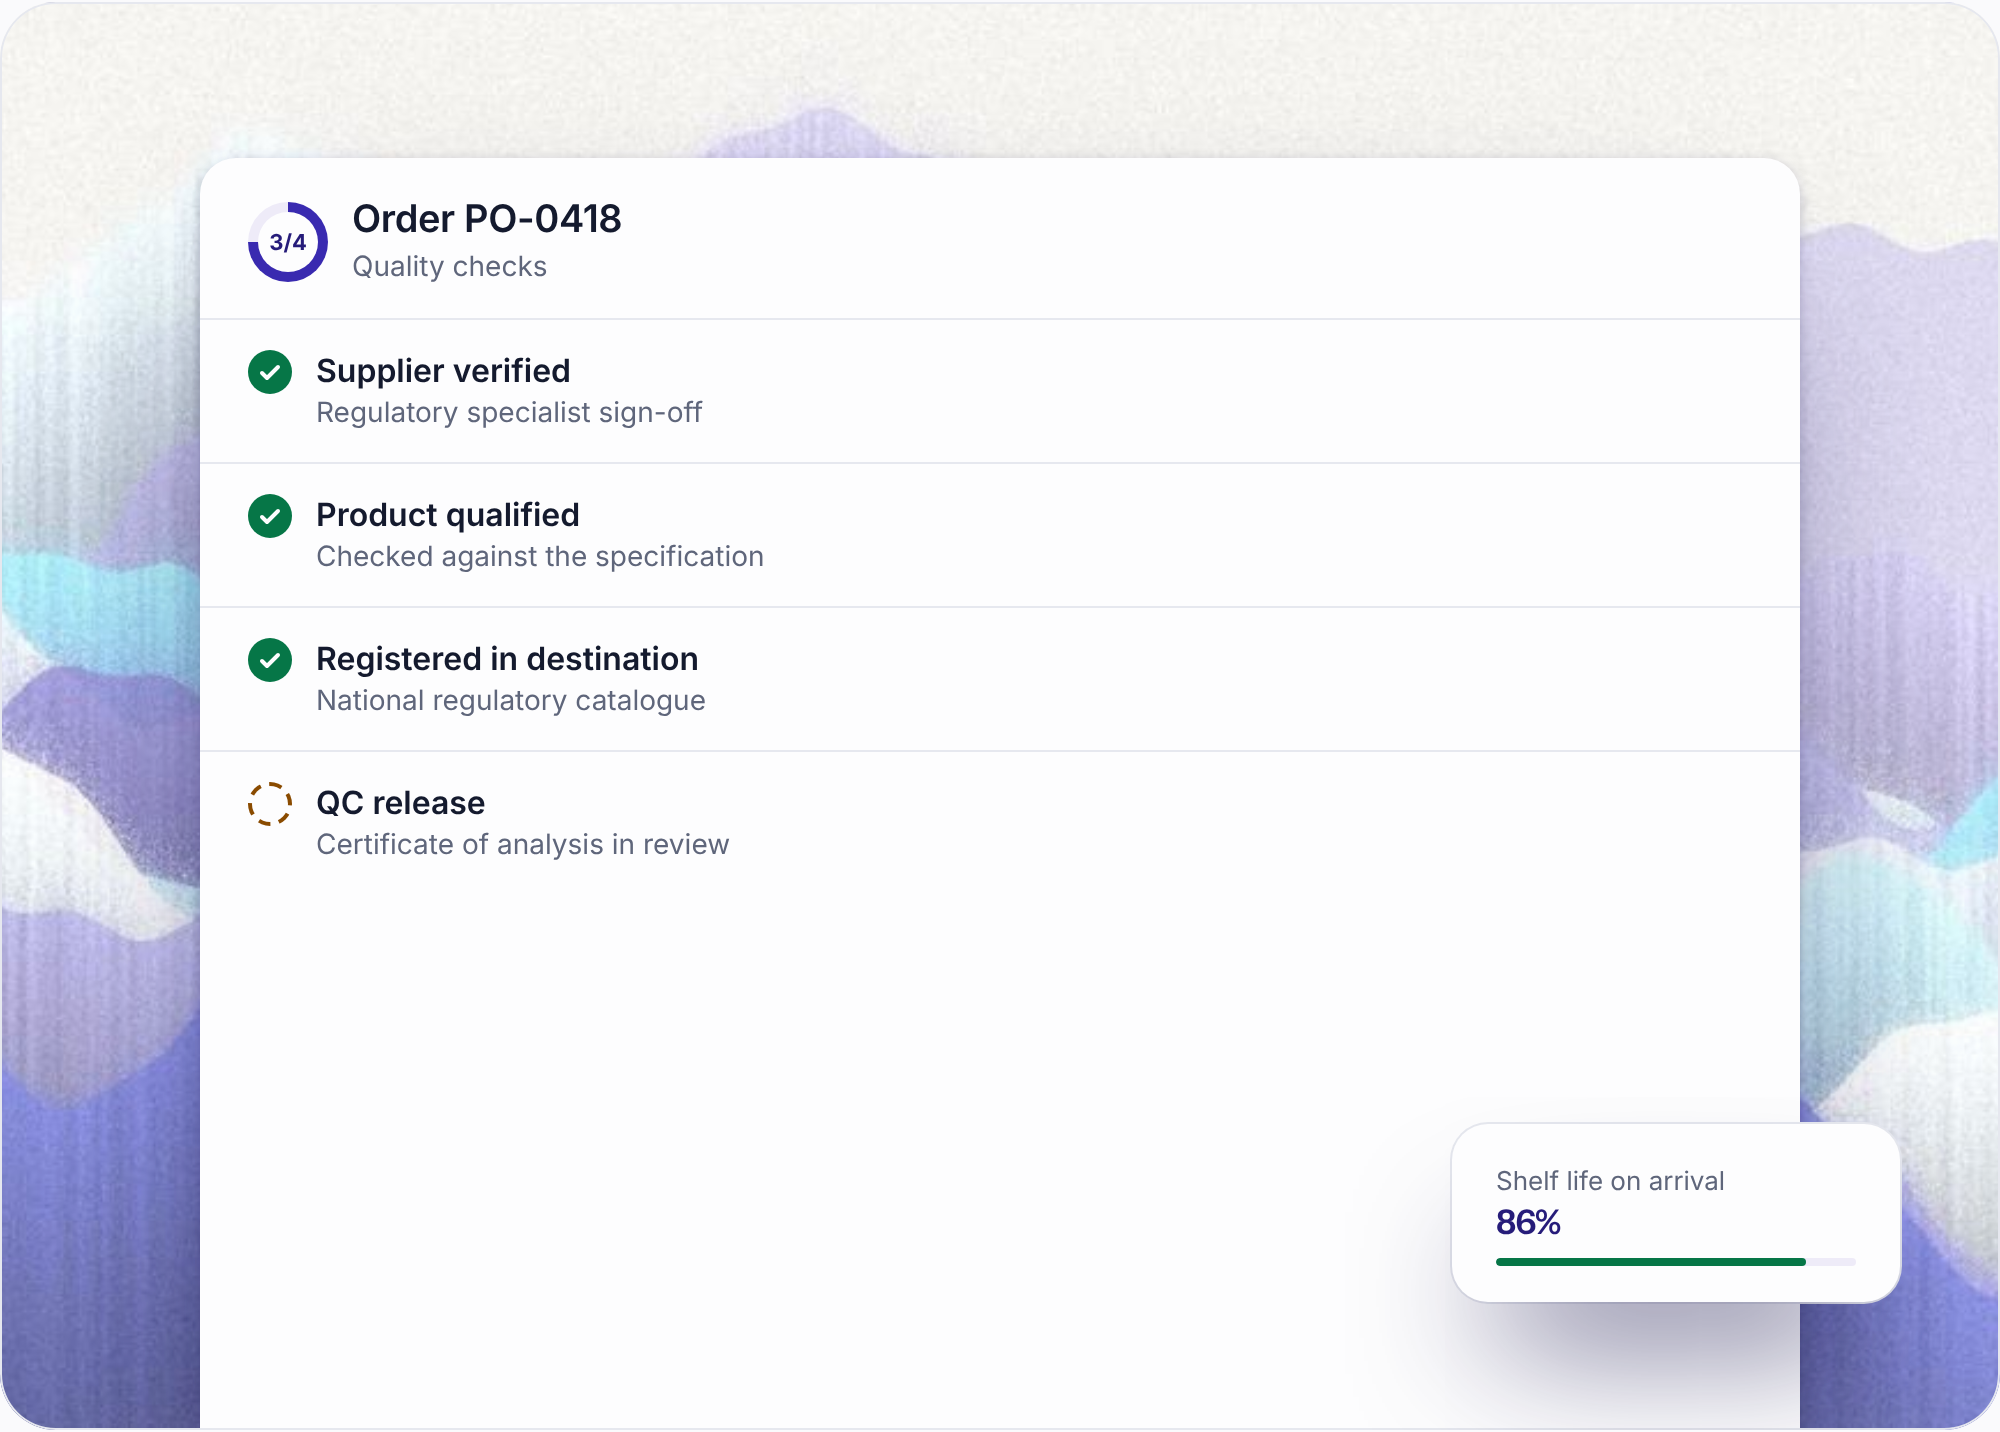 3/4
Order PO-0418
Quality checks
Supplier verified
Regulatory specialist sign-off
Product qualified
Checked against the specification
Registered in destination
National regulatory catalogue
QC release
Certificate of analysis in review
Shelf life on arrival
86%